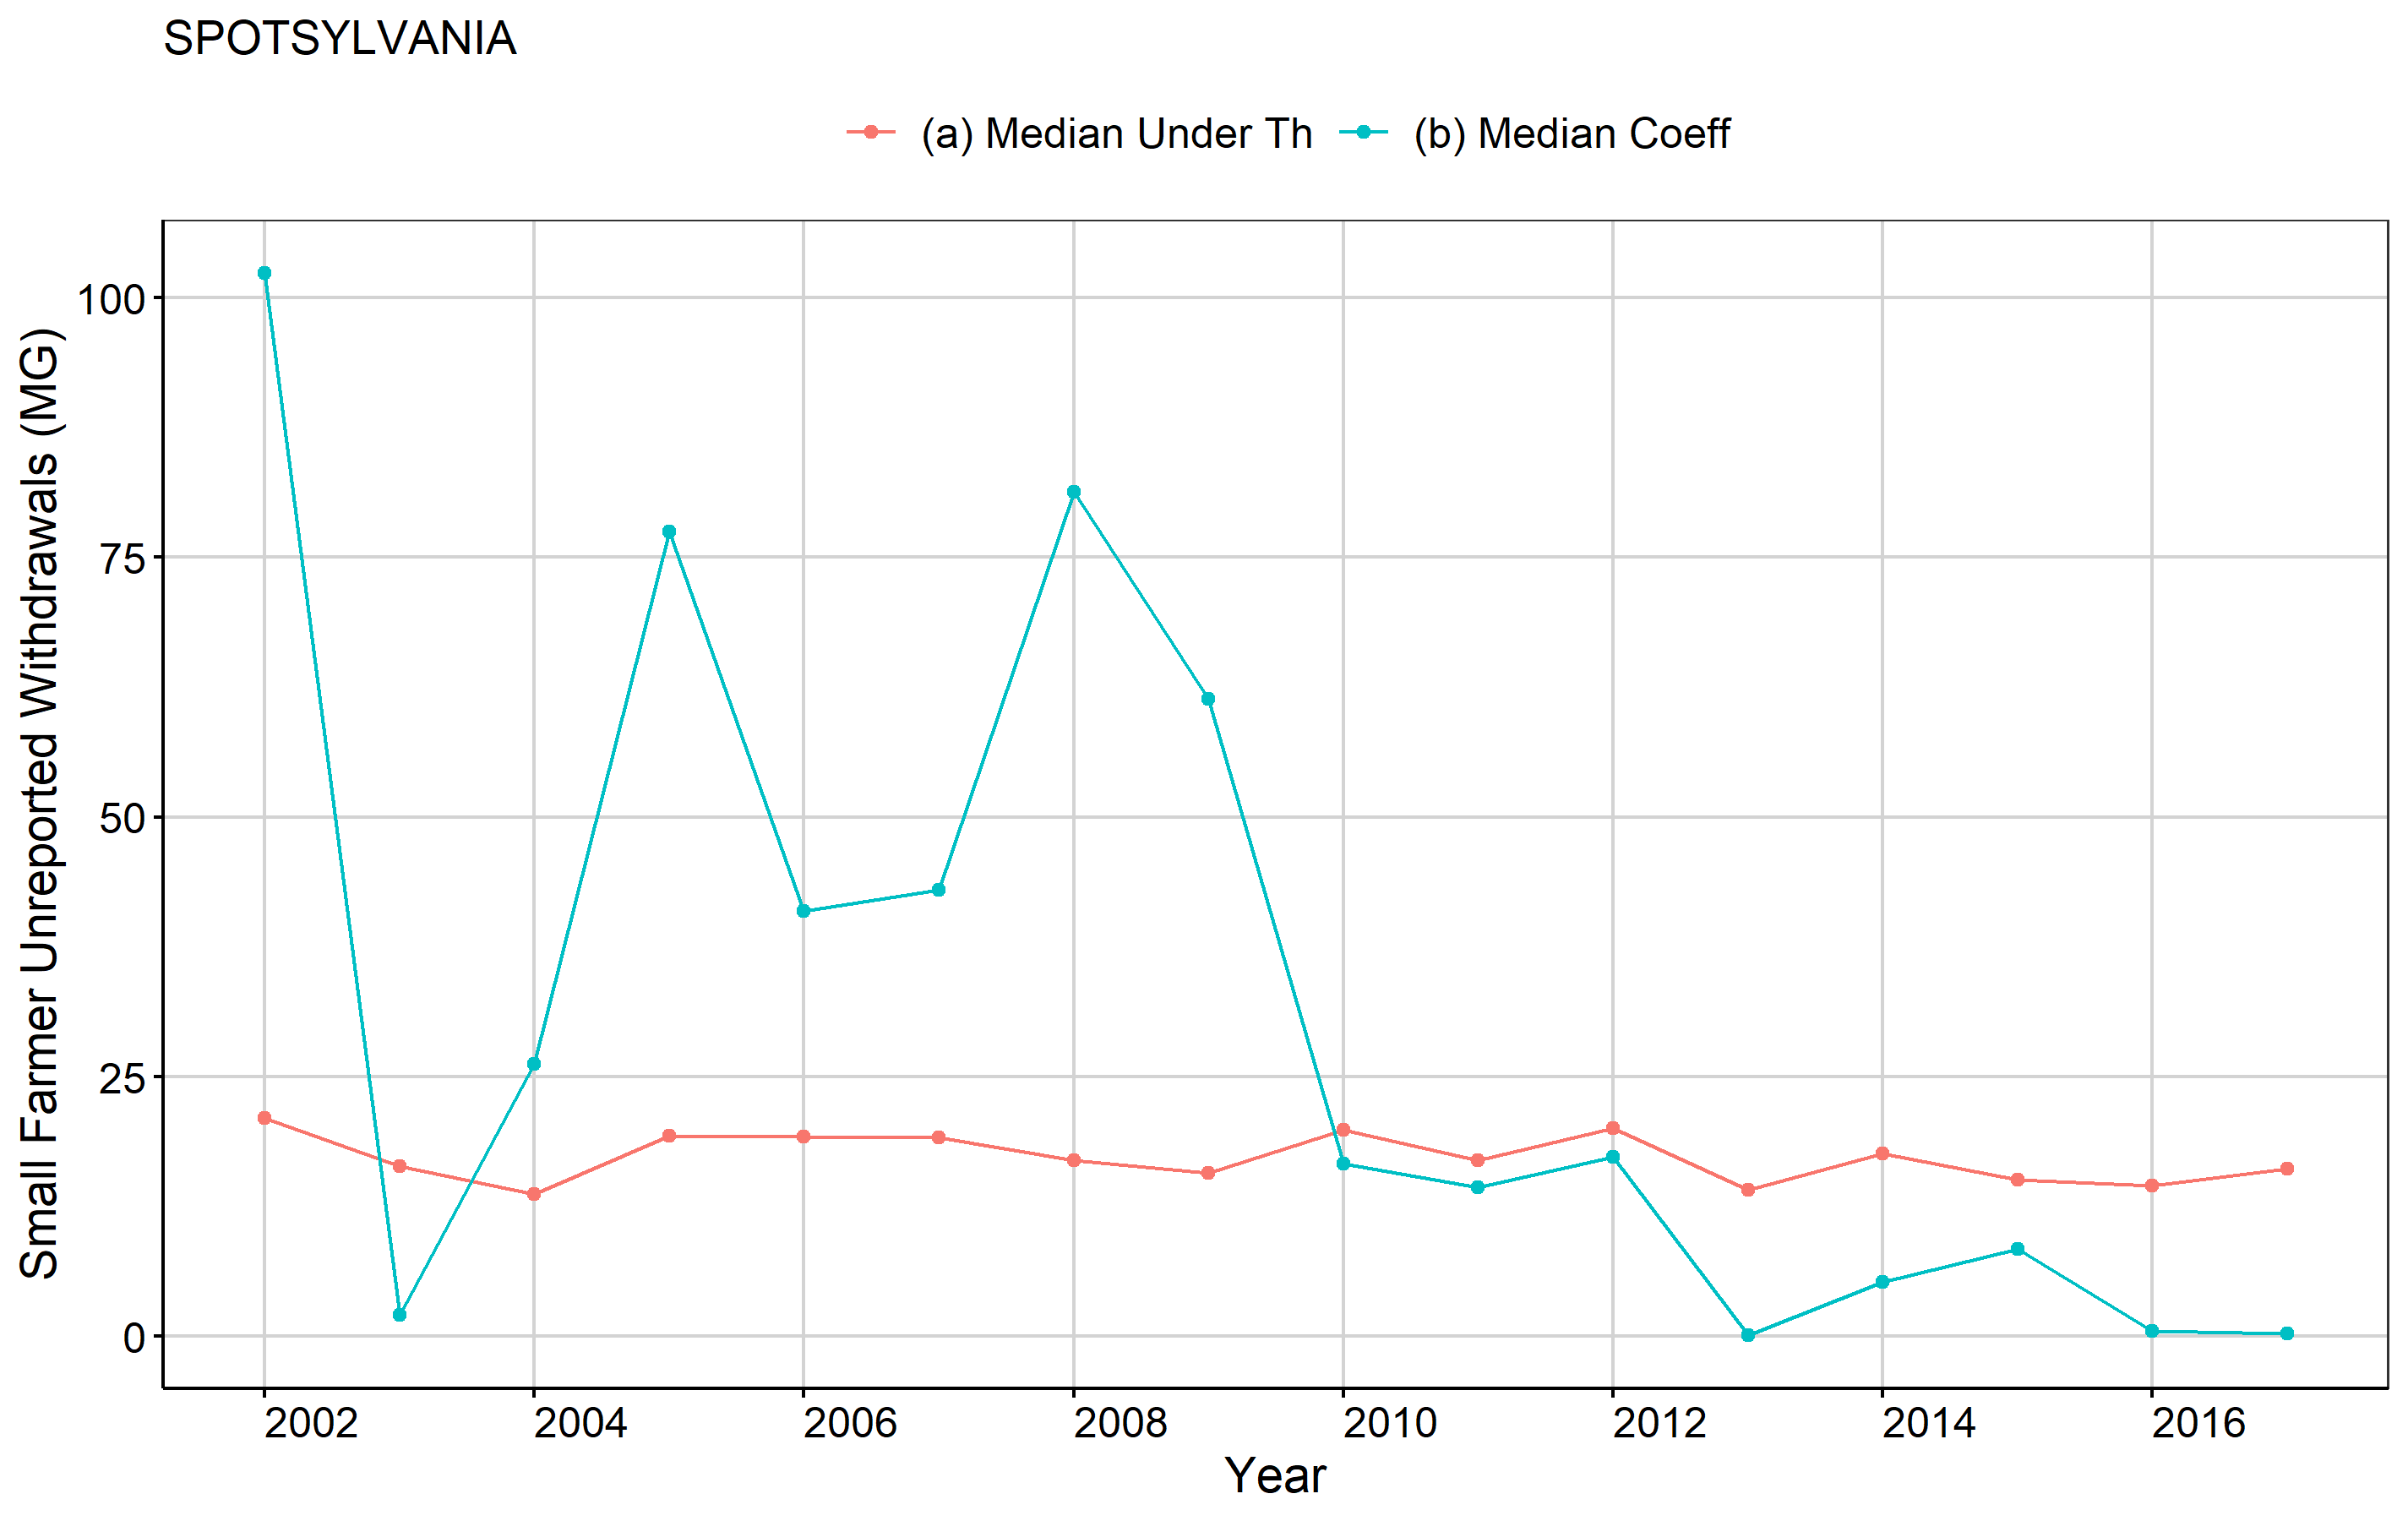 SPOTSYLVANIA
(a) Median Under Th (b) Median Coeff
Small Farmer Unreported Withdrawals (MG)
100
75
50
25
0
2002 2004 2006 2008 2010 2012 2014 2016
Year